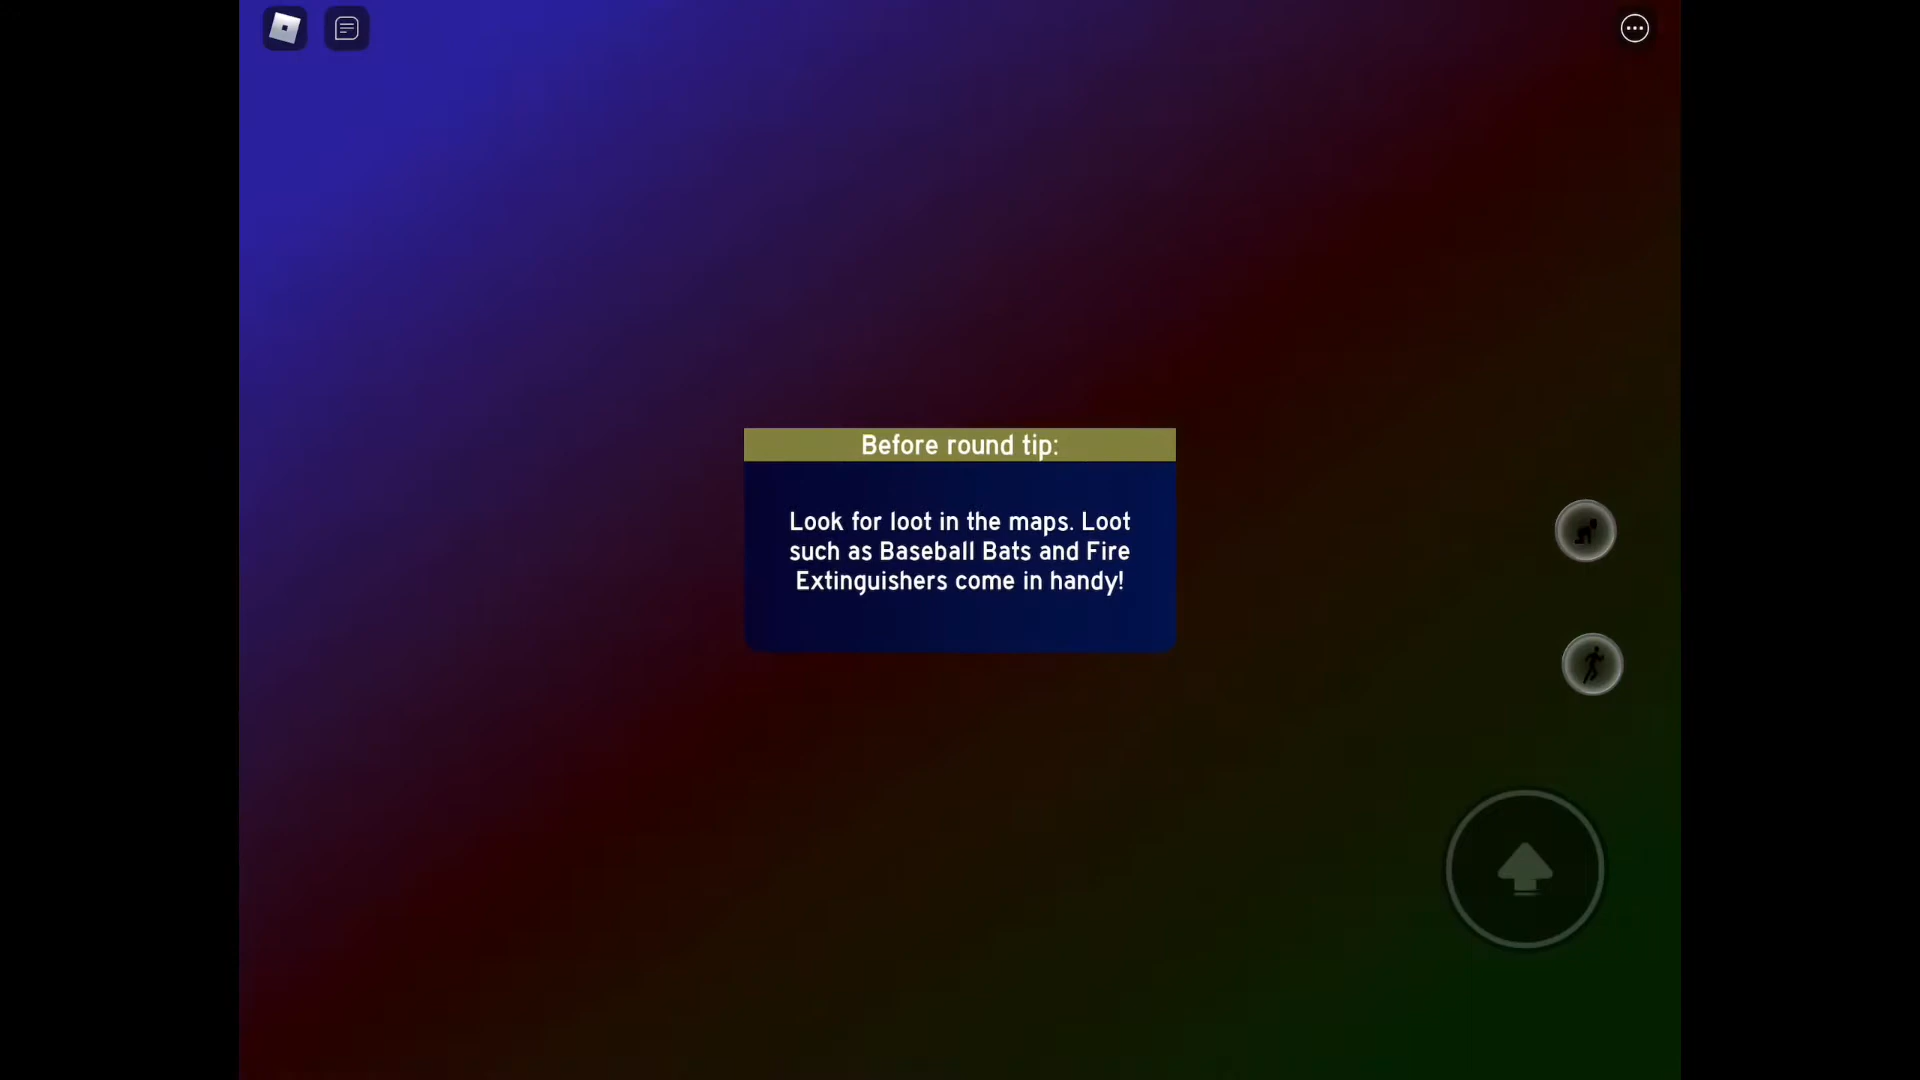 Before round tip:
Look for loot in the maps. Loot
such as Baseball Bats and Fire
Extinguishers come in handy!